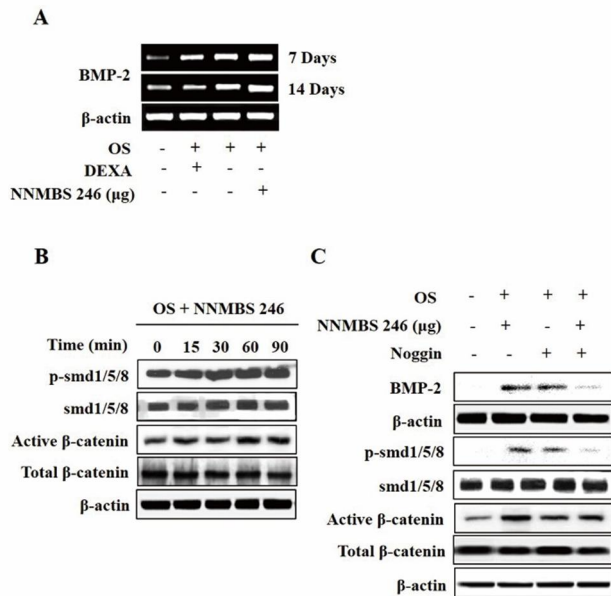 A
BMP-2
7 Days
14 Days
β-actin
OS - + + +
DEXA - + - -
NNMBS 246 (μg) - - - +
B
OS + NNMBS 246
Time (min) 0 15 30 60 90
p-smd1/5/8
smd1/5/8
Active β-catenin
Total β-catenin
β-actin
C
OS - + + +
NNMBS 246 (μg) - + - +
Noggin - - + +
BMP-2
β-actin
p-smd1/5/8
smd1/5/8
Active β-catenin
Total β-catenin
β-actin